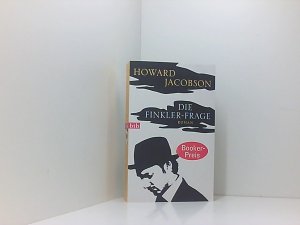 HOWARD
JACOBSON
DIE
FINKLER-FRAGE
ROMAN
btb
Booker-
Preis